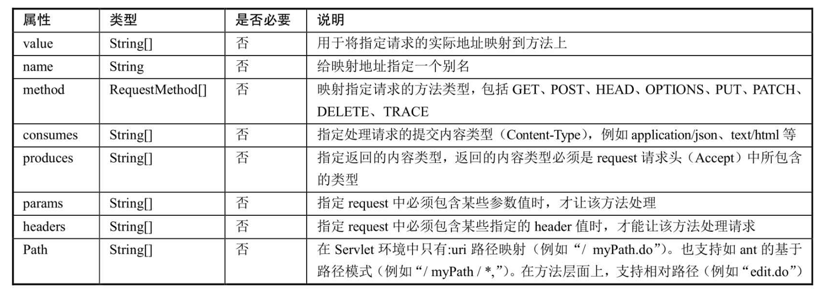 属性 类型 是否必要 说明
value String[] 否 用于将指定请求的实际地址映射到方法上
name String 否 给映射地址指定一个别名
method RequestMethod[] 否 映射指定请求的方法类型，包括 GET、POST、HEAD、OPTIONS、PUT、PATCH、
DELETE、TRACE
consumes String[] 否 指定处理请求的提交内容类型（Content-Type），例如 application/json、text/html 等
produces String[] 否 指定返回的内容类型，返回的内容类型必须是 request 请求头（Accept）中所包含
的类型
params String[] 否 指定 request 中必须包含某些参数值时，才让该方法处理
headers String[] 否 指定 request 中必须包含某些指定的 header 值时，才能让该方法处理请求
Path String[] 否 在 Servlet 环境中只有:uri 路径映射（例如“/ myPath.do”）。也支持如 ant 的基于
路径模式（例如“/ myPath / *,”）。在方法层面上，支持相对路径（例如“edit.do”）